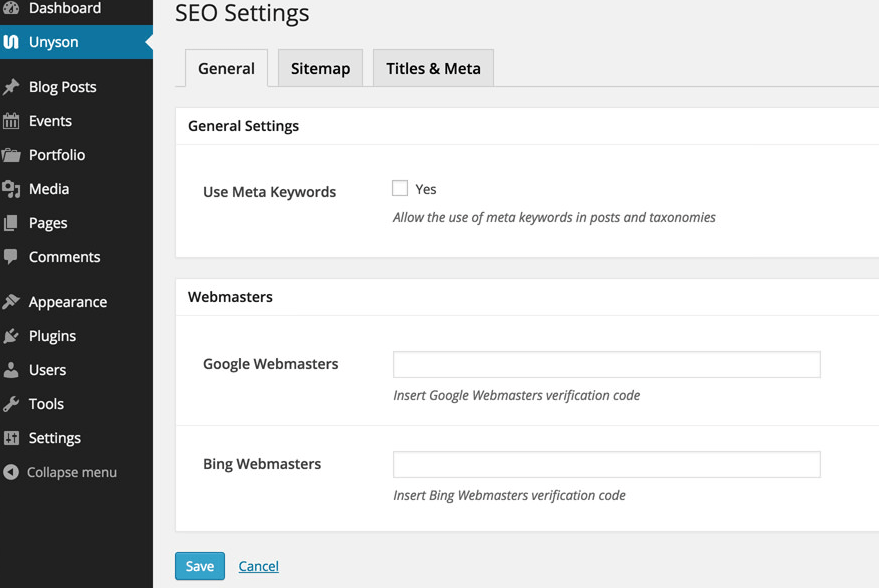 Dashboard
Unyson
Blog Posts
Events
Portfolio
Media
Pages
Comments
Appearance
Plugins
Users
Tools
Settings
Collapse menu
SEO Settings
General
Sitemap
Titles & Meta
General Settings
Use Meta Keywords
Yes
Allow the use of meta keywords in posts and taxonomies
Webmasters
Google Webmasters
Insert Google Webmasters verification code
Bing Webmasters
Insert Bing Webmasters verification code
Save
Cancel